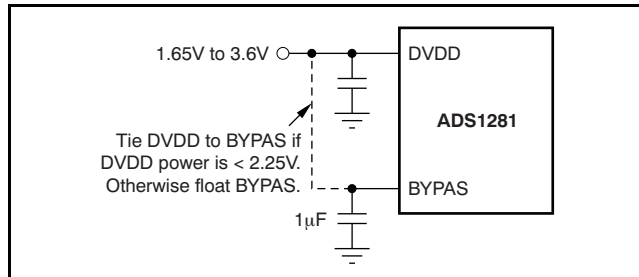 1.65V to 3.6V
DVDD
ADS1281
Tie DVDD to BYPAS if
DVDD power is < 2.25V.
Otherwise float BYPAS.
BYPAS
1μF